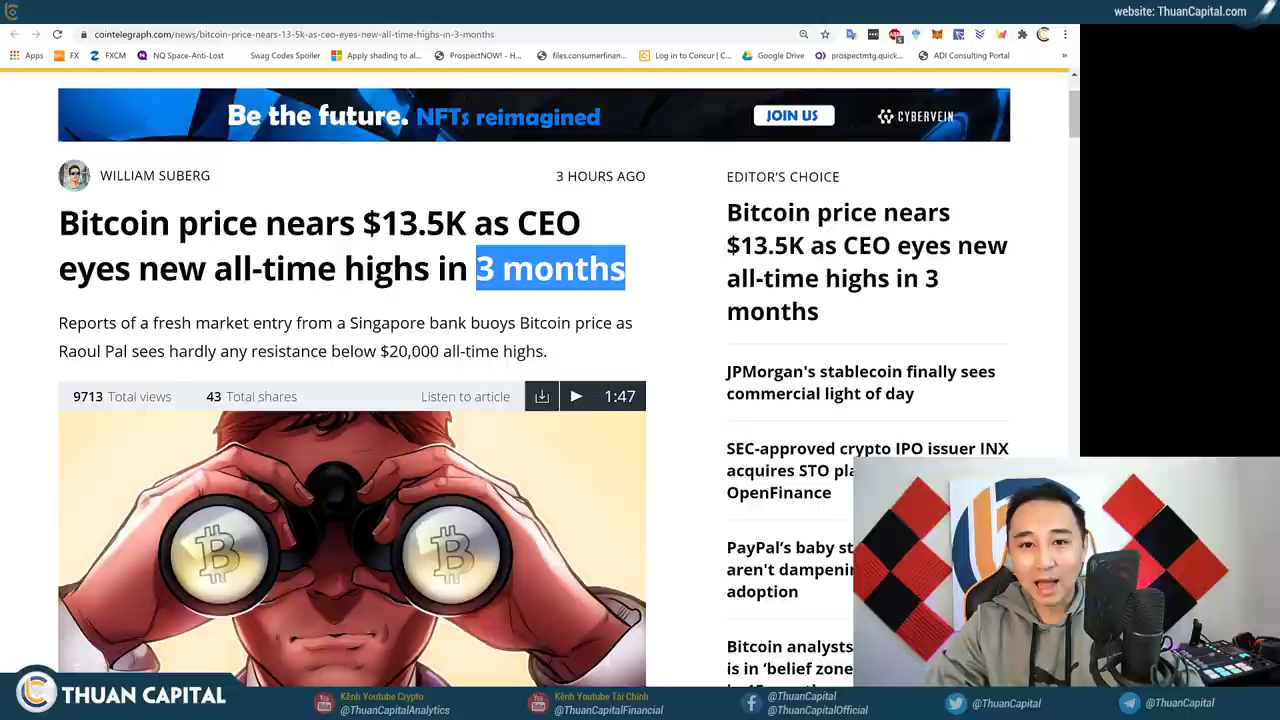 website: ThuanCapital.com
cointelegraph.com/news/bitcoin-price-nears-13-5k-as-ceo-eyes-new-all-time-highs-in-3-months
Apps
FX
FXCM
NQ Space-Anti-Lost
Swag Codes Spoiler
Apply shading to al...
ProspectNOW! - H...
files.consumerfinan...
Log in to Concur | C...
Google Drive
prospectmtg.quick...
ADI Consulting Portal
»
Be the future. NFTs reimagined
JOIN US
CYBERVEIN
WILLIAM SUBERG
3 HOURS AGO
Bitcoin price nears $13.5K as CEO
eyes new all-time highs in 3 months
Reports of a fresh market entry from a Singapore bank buoys Bitcoin price as
Raoul Pal sees hardly any resistance below $20,000 all-time highs.
9713 Total views
43 Total shares
Listen to article
1:47
EDITOR'S CHOICE
Bitcoin price nears
$13.5K as CEO eyes new
all-time highs in 3
months
JPMorgan's stablecoin finally sees
commercial light of day
SEC-approved crypto IPO issuer INX
acquires STO pla
OpenFinance
PayPal's baby st
aren't dampenin
adoption
Bitcoin analysts
is in 'belief zone
THUAN CAPITAL
Kênh Youtube Crypto
@ThuanCapitalAnalytics
Kênh Youtube Tài Chính
@ThuanCapitalFinancial
@ThuanCapital
@ThuanCapitalOfficial
@ThuanCapital
@ThuanCapital